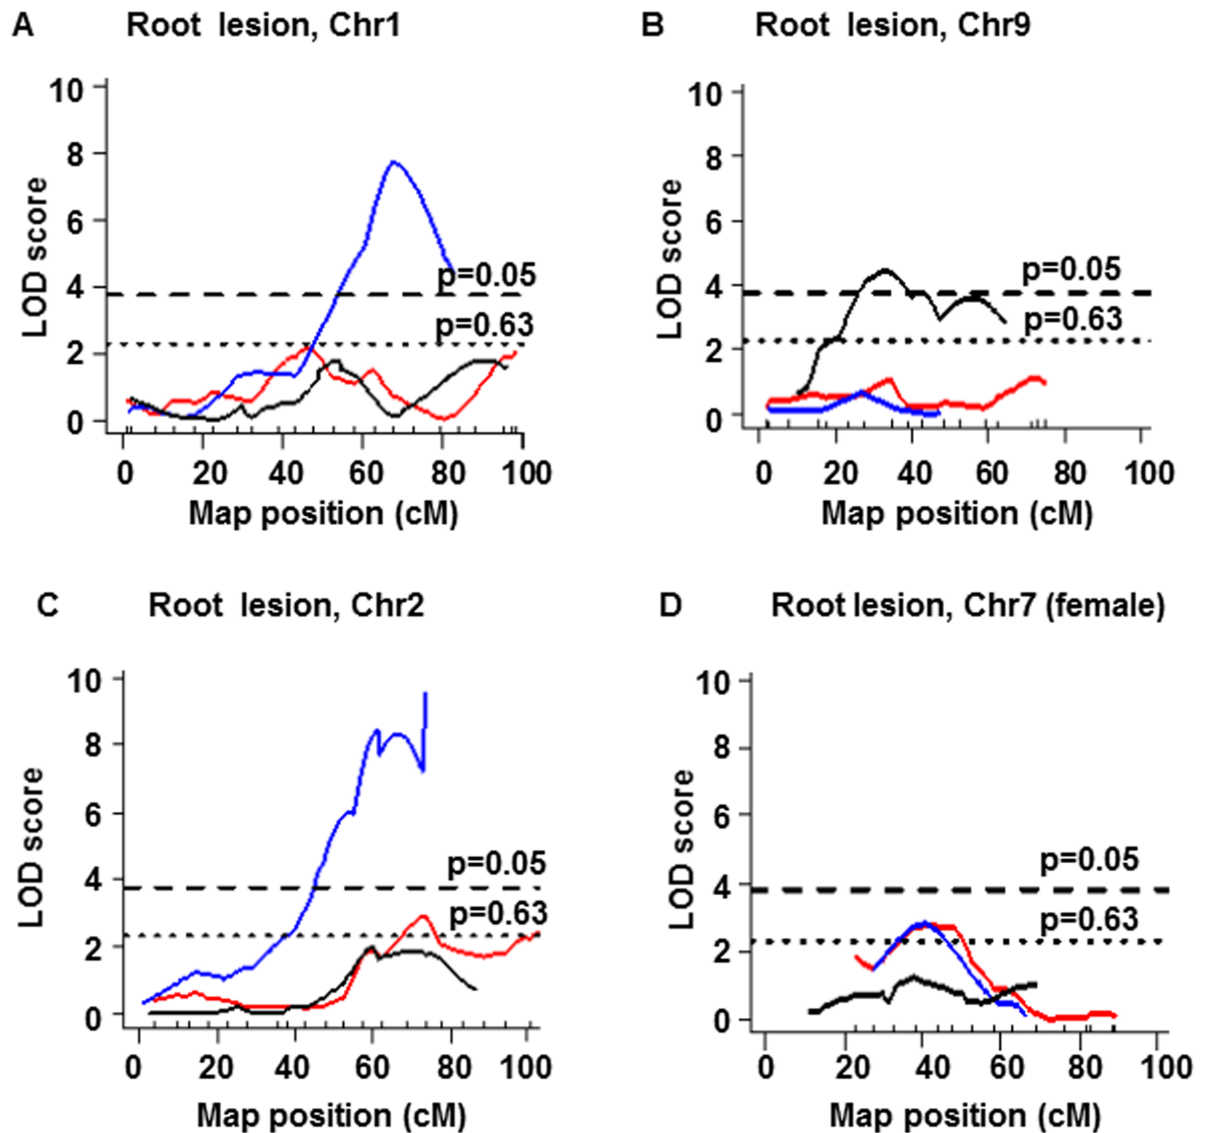 A Root lesion, Chr1
10
8
6
4
2
0
LOD score
p=0.05
p=0.63
0 20 40 60 80 100
Map position (cM)
B Root lesion, Chr9
10
8
6
4
2
0
LOD score
p=0.05
p=0.63
0 20 40 60 80 100
Map position (cM)
C Root lesion, Chr2
10
8
6
4
2
0
LOD score
p=0.05
p=0.63
0 20 40 60 80 100
Map position (cM)
D Root lesion, Chr7 (female)
10
8
6
4
2
0
LOD score
p=0.05
p=0.63
0 20 40 60 80 100
Map position (cM)